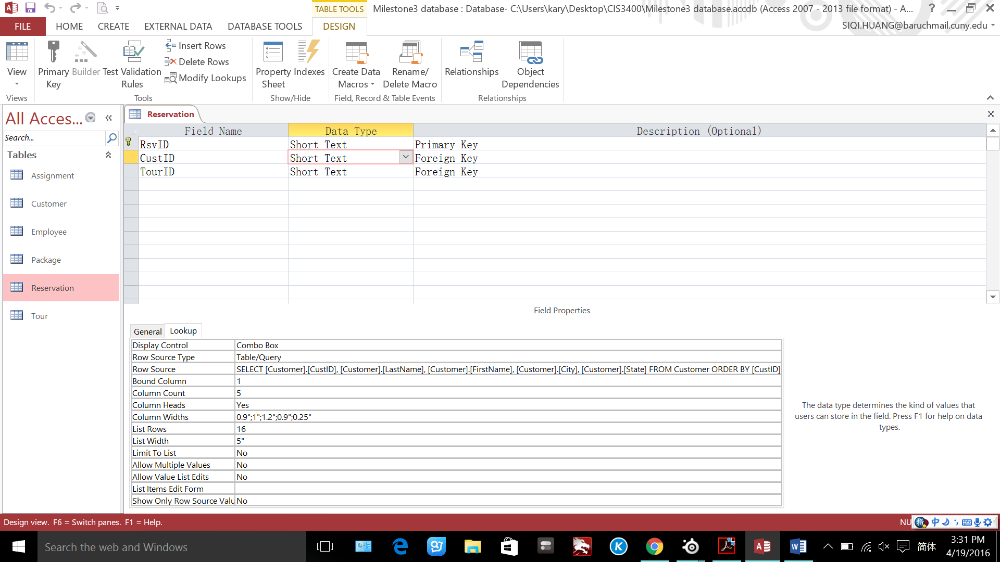 TABLE TOOLS
Milestone3 database : Database- C:\Users\kary\Desktop\CIS3400\Milestone3 database.accdb (Access 2007 - 2013 file format) - A... ?
FILE HOME CREATE EXTERNAL DATA DATABASE TOOLS DESIGN SIQI.HUANG@baruchmail.cuny.edu
View
Primary Key
Builder
Test Validation Rules
Insert Rows
Delete Rows
Modify Lookups
Property Sheet
Indexes
Create Data Macros
Rename/ Delete Macro
Relationships
Object Dependencies
Views Tools Show/Hide Field, Record & Table Events Relationships
All Acces...
Search...
Tables
Assignment
Customer
Employee
Package
Reservation
Tour
Reservation
Field Name Data Type Description (Optional)
RsvID Short Text Primary Key
CustID Short Text Foreign Key
TourID Short Text Foreign Key
Field Properties
General Lookup
Display Control Combo Box
Row Source Type Table/Query
Row Source SELECT [Customer].[CustID], [Customer].[LastName], [Customer].[FirstName], [Customer].[City], [Customer].[State] FROM Customer ORDER BY [CustID];
Bound Column 1
Column Count 5
Column Heads Yes
Column Widths 0.9";1";1.2";0.9";0.25"
List Rows 16
List Width 5"
Limit To List No
Allow Multiple Values No
Allow Value List Edits No
List Items Edit Form
Show Only Row Source Valu No
The data type determines the kind of values that
users can store in the field. Press F1 for help on data
types.
Design view. F6 = Switch panes. F1 = Help. NU
中
Search the web and Windows
简体
3:31 PM
4/19/2016